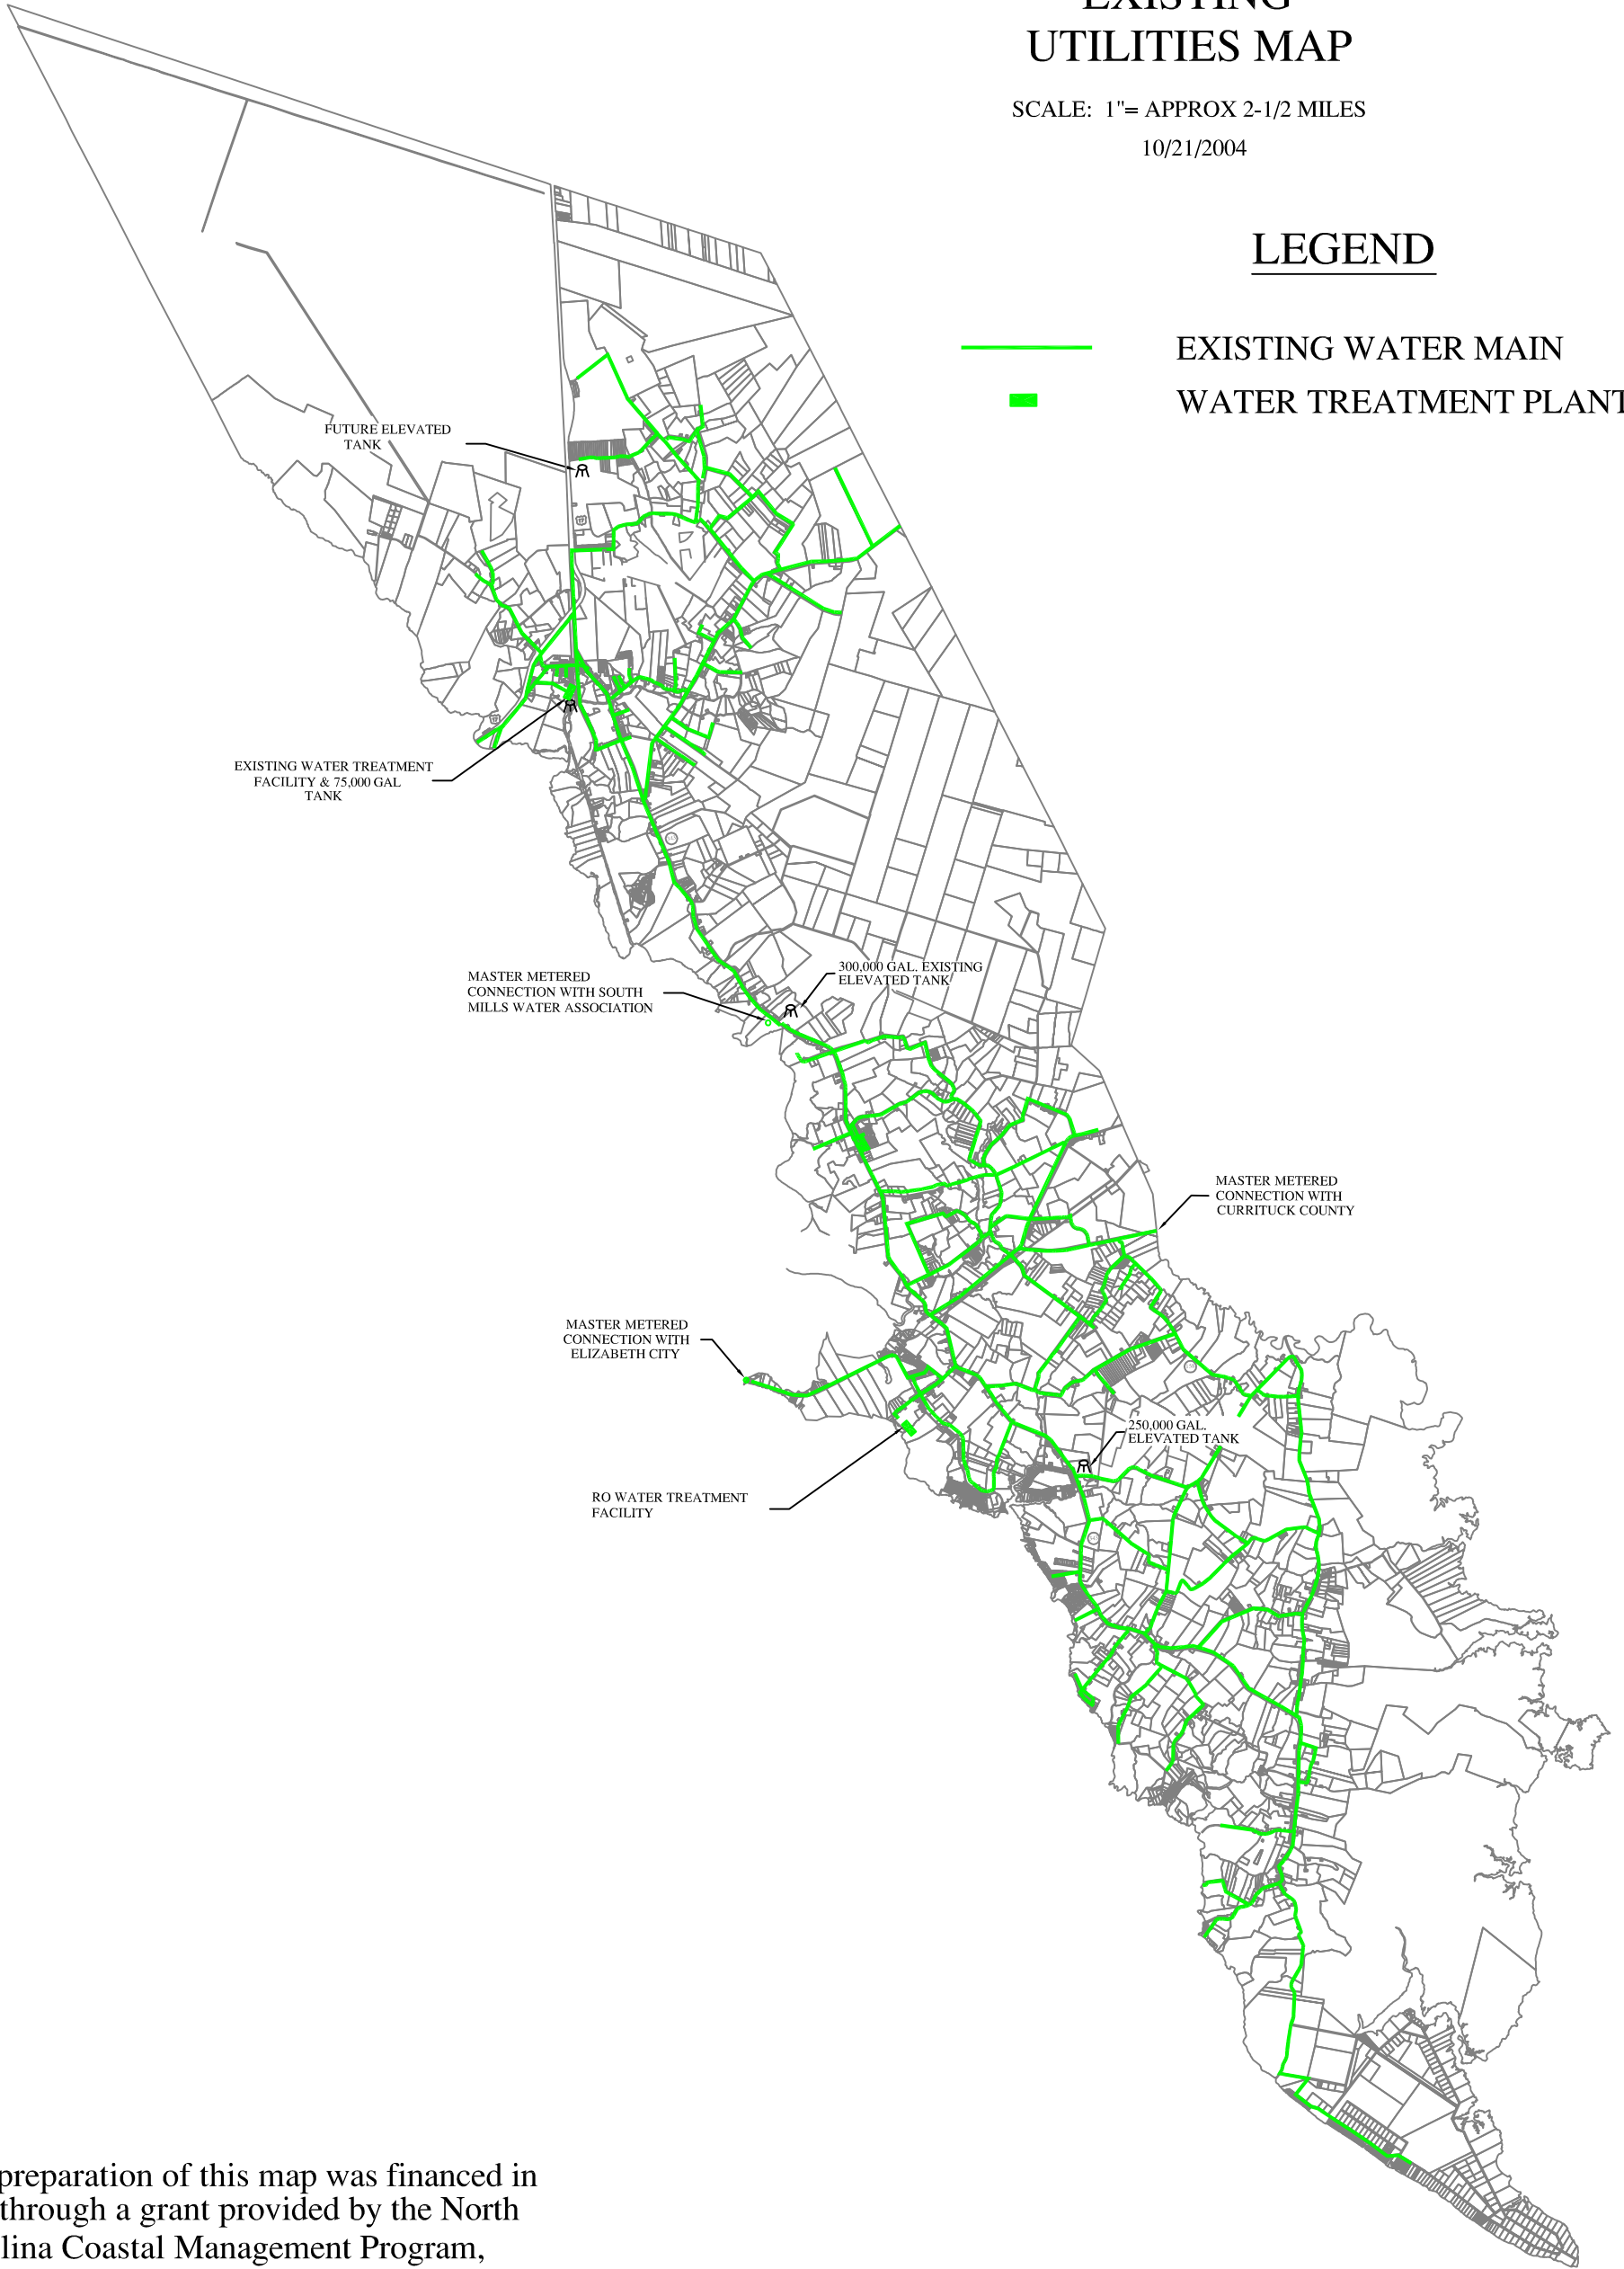 EXISTING
UTILITIES MAP
SCALE: 1"= APPROX 2-1/2 MILES
10/21/2004
LEGEND
EXISTING WATER MAIN
WATER TREATMENT PLANT
FUTURE ELEVATED
TANK
EXISTING WATER TREATMENT
FACILITY & 75,000 GAL
TANK
MASTER METERED
CONNECTION WITH SOUTH
MILLS WATER ASSOCIATION
300,000 GAL. EXISTING
ELEVATED TANK
MASTER METERED
CONNECTION WITH
CURRITUCK COUNTY
MASTER METERED
CONNECTION WITH
ELIZABETH CITY
250,000 GAL.
ELEVATED TANK
RO WATER TREATMENT
FACILITY
preparation of this map was financed in
through a grant provided by the North
lina Coastal Management Program,